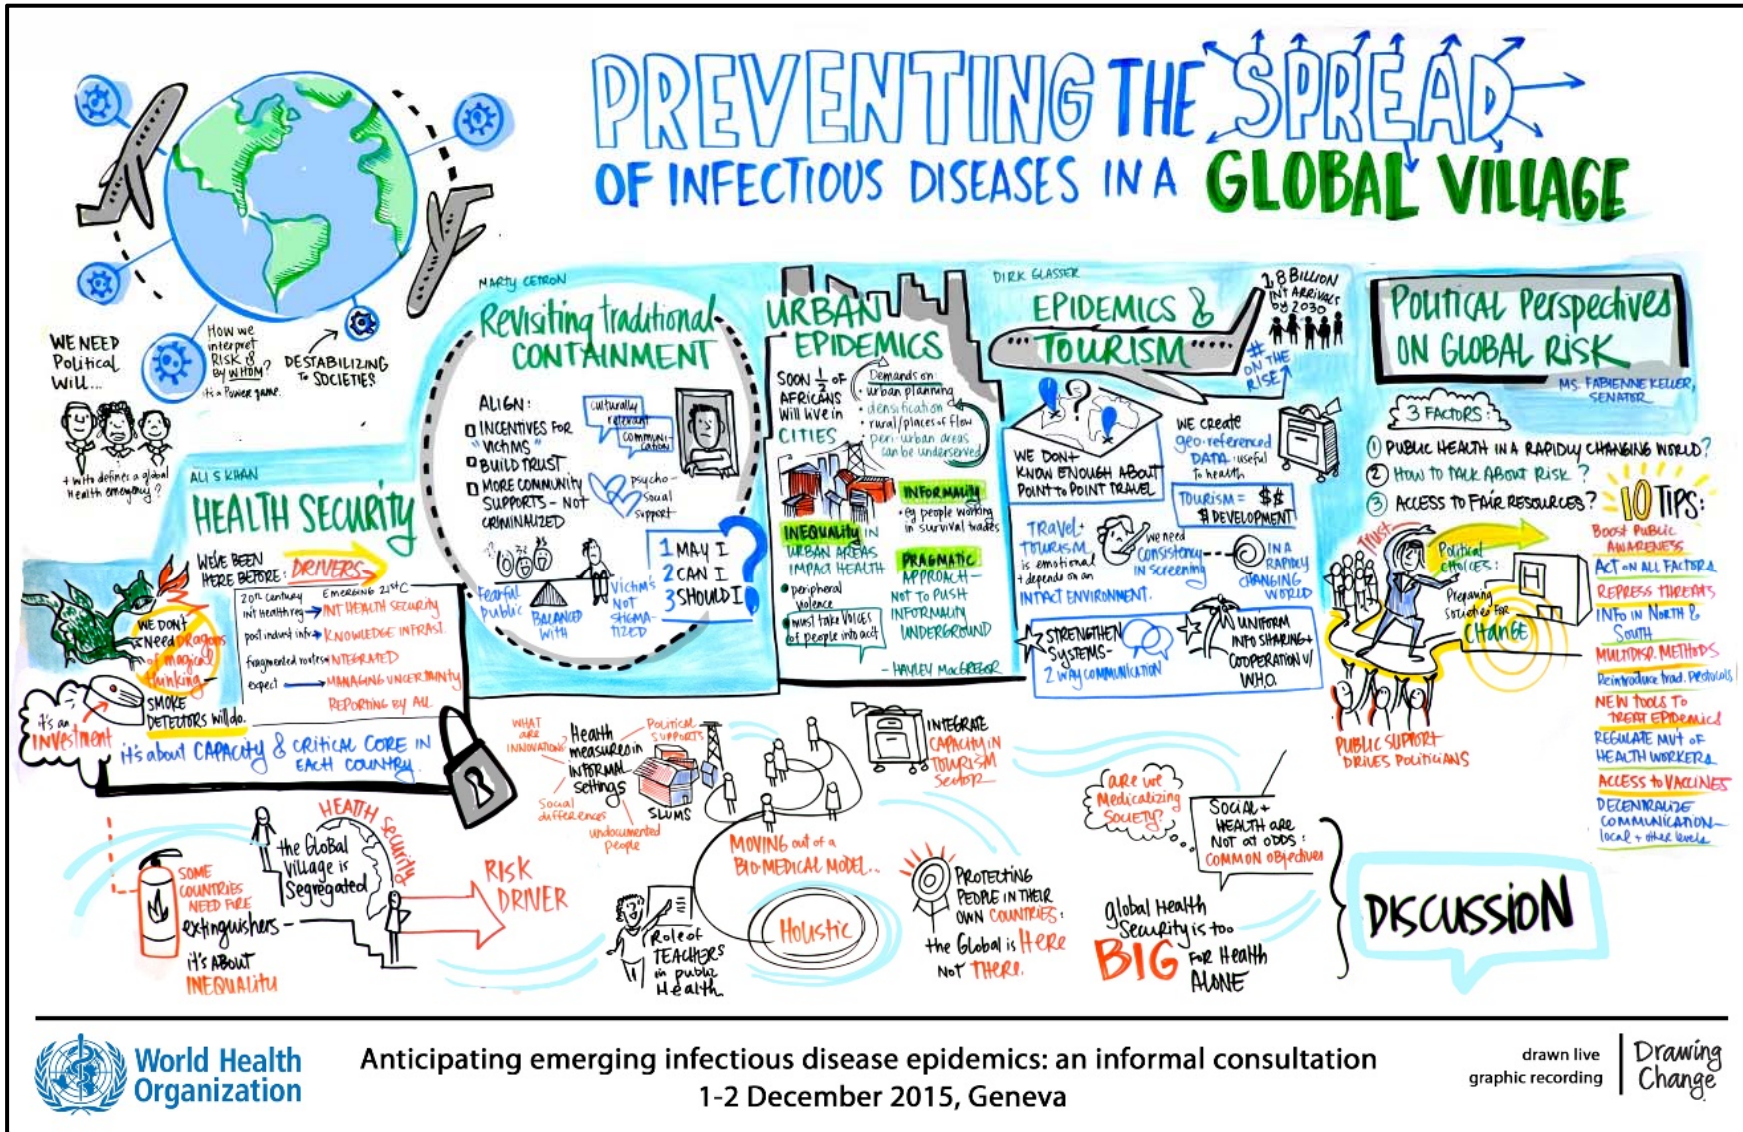 PREVENTING THE SPREAD
OF INFECTIOUS DISEASES IN A GLOBAL VILLAGE
WE NEED
Political
Will...
+ Who defines a global
Health emergency?
How we
interpret
RISK &
BY WHOM?
it's a Power game.
DESTABILIZING
to SOCIETIES
ALI S KHAN
HEALTH SECURITY
WE'VE BEEN
HERE BEFORE:
DRIVERS
20th century
Int Health reg
post indust info
fragmented routes
expect
EMERGING 21st C
INT HEALTH SECURITY
KNOWLEDGE INFRAST.
INTEGRATED
MANAGING UNCERTAINTY
REPORTING BY ALL
WE DON'T
Need Dragons
of magical
thinking—
SMOKE
DETECTORS will do.
it's an
INVESTMENT
it's about CAPACITY & CRITICAL CORE IN
EACH COUNTRY.
MARTY CETRON
Revisiting traditional
CONTAINMENT
ALIGN:
INCENTIVES FOR
"VICTIMS"
BUILD TRUST
MORE COMMUNITY
SUPPORTS - NOT
CRIMINALIZED
culturally
relevant
COMMUNI-
CATION
psycho-
social
support
Fearful
public
BALANCED
WITH
VICTIM'S
NOT
STIGMA-
TIZED
1 MAY I
2 CAN I
3 SHOULD I
?
URBAN
EPIDEMICS
SOON 1/2 OF
AFRICANS
Will live in
CITIES
Demands on:
• urban planning
• densification
• rural/places of flow
• peri-urban areas
can be underserved
INFORMALITY
• eg people working
in survival trades
INEQUALITY IN
URBAN AREAS
IMPACT HEALTH
• peripheral
violence
• must take VOICES
of people into acct
PRAGMATIC
APPROACH—
NOT TO PUSH
INFORMALITY
UNDERGROUND
- HAYLEY MACGREGOR
DIRK GLASSER
EPIDEMICS &
TOURISM
1.8 BILLION
INT ARRIVALS
by 2030
#
ON THE
RISE
WE DON'T
KNOW ENOUGH ABOUT
POINT to POINT TRAVEL
WE CREATE
geo-referenced
DATA: useful
to health
TOURISM = $$
$ DEVELOPMENT
TRAVEL +
TOURISM
is emotional
+ depends on an
INTACT ENVIRONMENT.
we need
CONSISTENCY
IN SCREENING
IN A
RAPIDLY
CHANGING
WORLD
STRENGTHEN
SYSTEMS-
2 WAY COMMUNICATION
UNIFORM
INFO SHARING +
COOPERATION W/
W.H.O.
POLITICAL Perspectives
ON GLOBAL RISK
MS. FABIENNE KELLER,
SENATOR
3 FACTORS:
1 PUBLIC HEALTH IN A RAPIDLY CHANGING WORLD?
2 HOW TO TALK ABOUT RISK?
3 ACCESS TO FAIR RESOURCES?
Trust
Political
CHOICES:
Preparing
Societies FOR
CHANGE
PUBLIC SUPPORT
DRIVES POLITICIANS
10 TIPS:
BOOST PUBLIC
AWARENESS
ACT ON ALL FACTORS
REPRESS THREATS
INFO IN NORTH &
SOUTH
MULTIDISP. METHODS
Reintroduce trad. Protocols
NEW TOOLS TO
TREAT EPIDEMICS
REGULATE MVT OF
HEALTH WORKERS
ACCESS to VACCINES
DECENTRALIZE
COMMUNICATION—
local + other levels
SOME
COUNTRIES
NEED FIRE
extinguishers—
it's ABOUT
INEQUALITY
HEALTH Security
the Global
Village is
Segregated
RISK
DRIVER
WHAT
ARE
INNOVATIONS?
Health
measures in
INFORMAL
Settings
Political
SUPPORTS
Social
differences
undocumented
people
SLUMS
Role of
TEACHERS
in public
Health
MOVING out of a
BIO-MEDICAL MODEL...
HOLISTIC
INTEGRATE
CAPACITY IN
TOURISM
Sector
PROTECTING
PEOPLE IN THEIR
OWN COUNTRIES:
the Global is HERE
NOT THERE.
are we
Medicalizing
SOCIETY?
Social +
HEALTH are
NOT at ODDS:
COMMON Objectives
global Health
Security is too
BIG FOR Health
ALONE
DISCUSSION
World Health
Organization
Anticipating emerging infectious disease epidemics: an informal consultation
1-2 December 2015, Geneva
drawn live
graphic recording
Drawing
Change